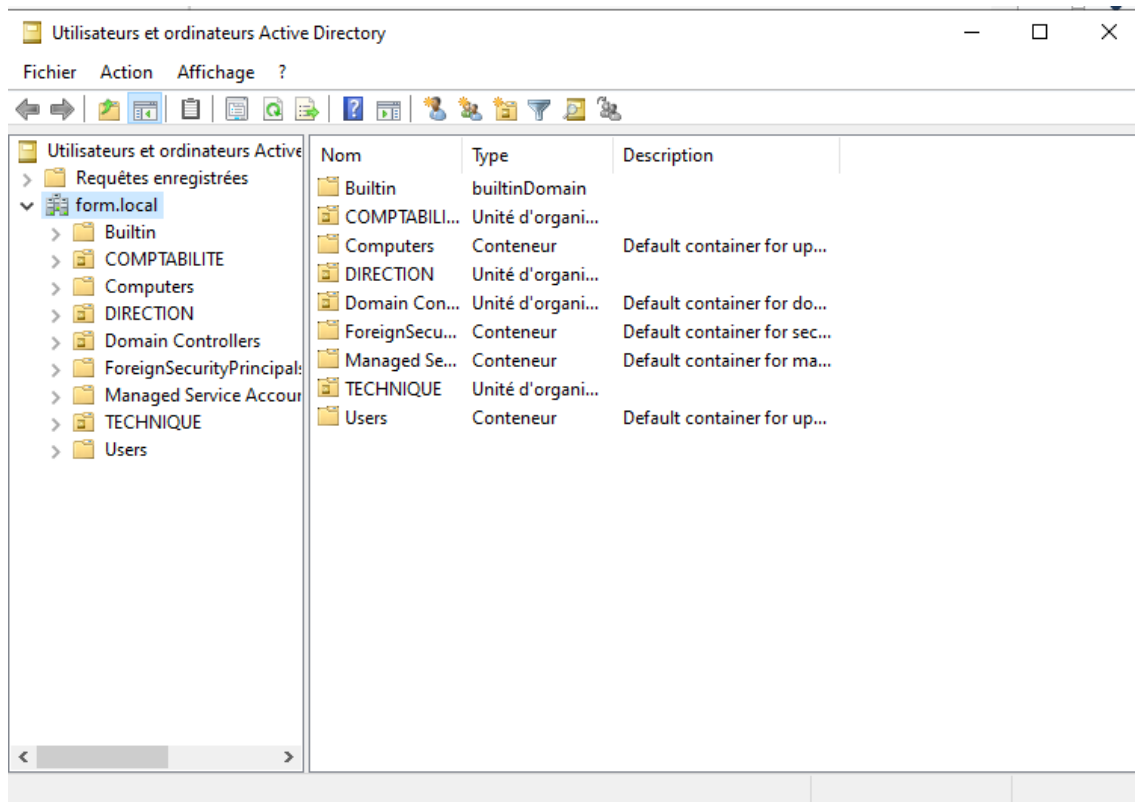 Utilisateurs et ordinateurs Active Directory
Fichier Action Affichage ?
Utilisateurs et ordinateurs Active
Requêtes enregistrées
form.local
Builtin
COMPTABILITE
Computers
DIRECTION
Domain Controllers
ForeignSecurityPrincipals
Managed Service Accour
TECHNIQUE
Users
Nom Type Description
Builtin builtinDomain
COMPTABILI... Unité d'organi...
Computers Conteneur Default container for up...
DIRECTION Unité d'organi...
Domain Con... Unité d'organi... Default container for do...
ForeignSecu... Conteneur Default container for sec...
Managed Se... Conteneur Default container for ma...
TECHNIQUE Unité d'organi...
Users Conteneur Default container for up...